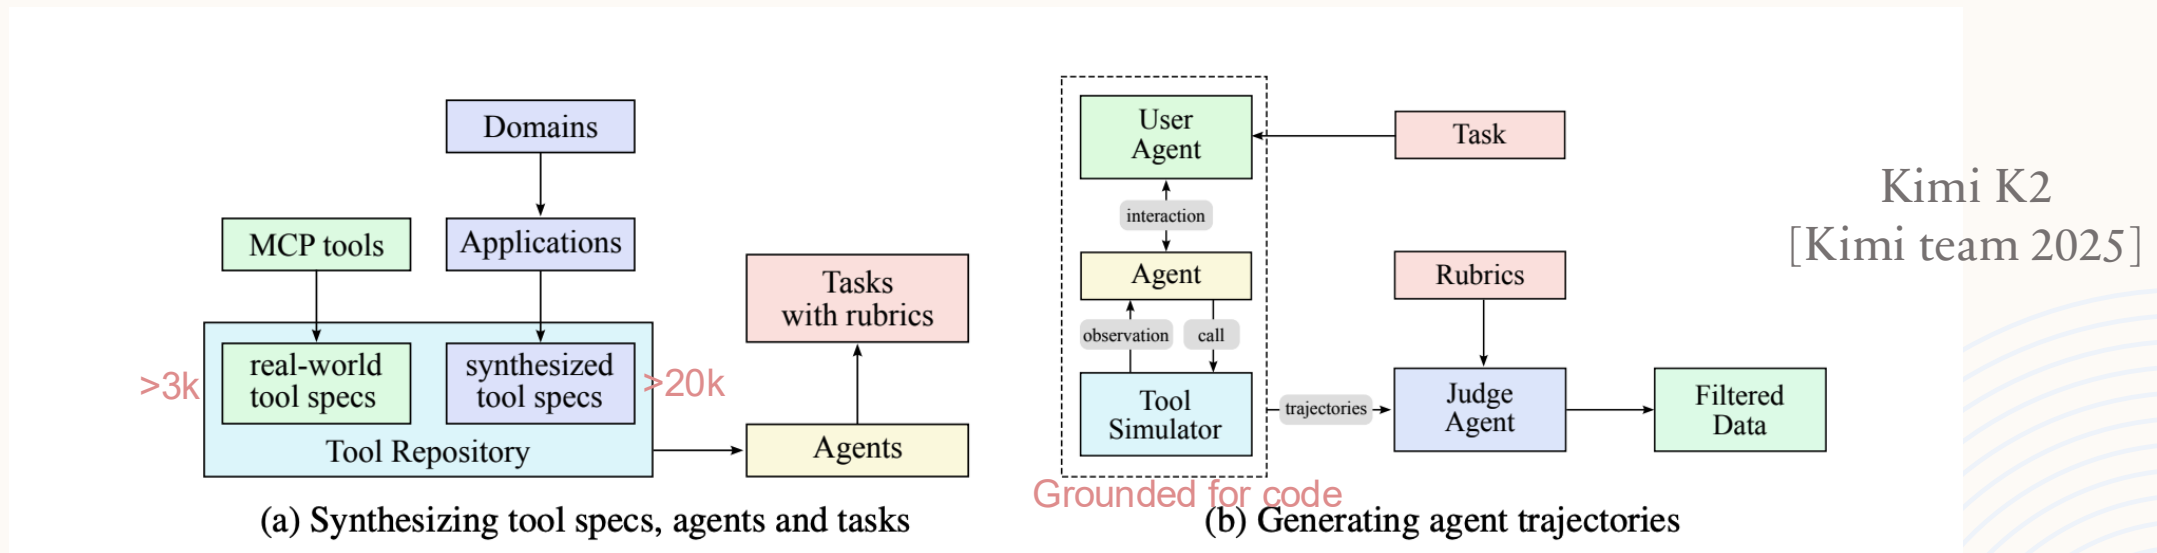 Domains
MCP tools
Applications
real-world
tool specs
synthesized
tool specs
>3k
>20k
Tool Repository
Tasks
with rubrics
Agents
(a) Synthesizing tool specs, agents and tasks
User
Agent
interaction
Agent
observation
call
Tool
Simulator
Task
Rubrics
trajectories
Judge
Agent
Filtered
Data
Grounded for code
(b) Generating agent trajectories
Kimi K2
[Kimi team 2025]